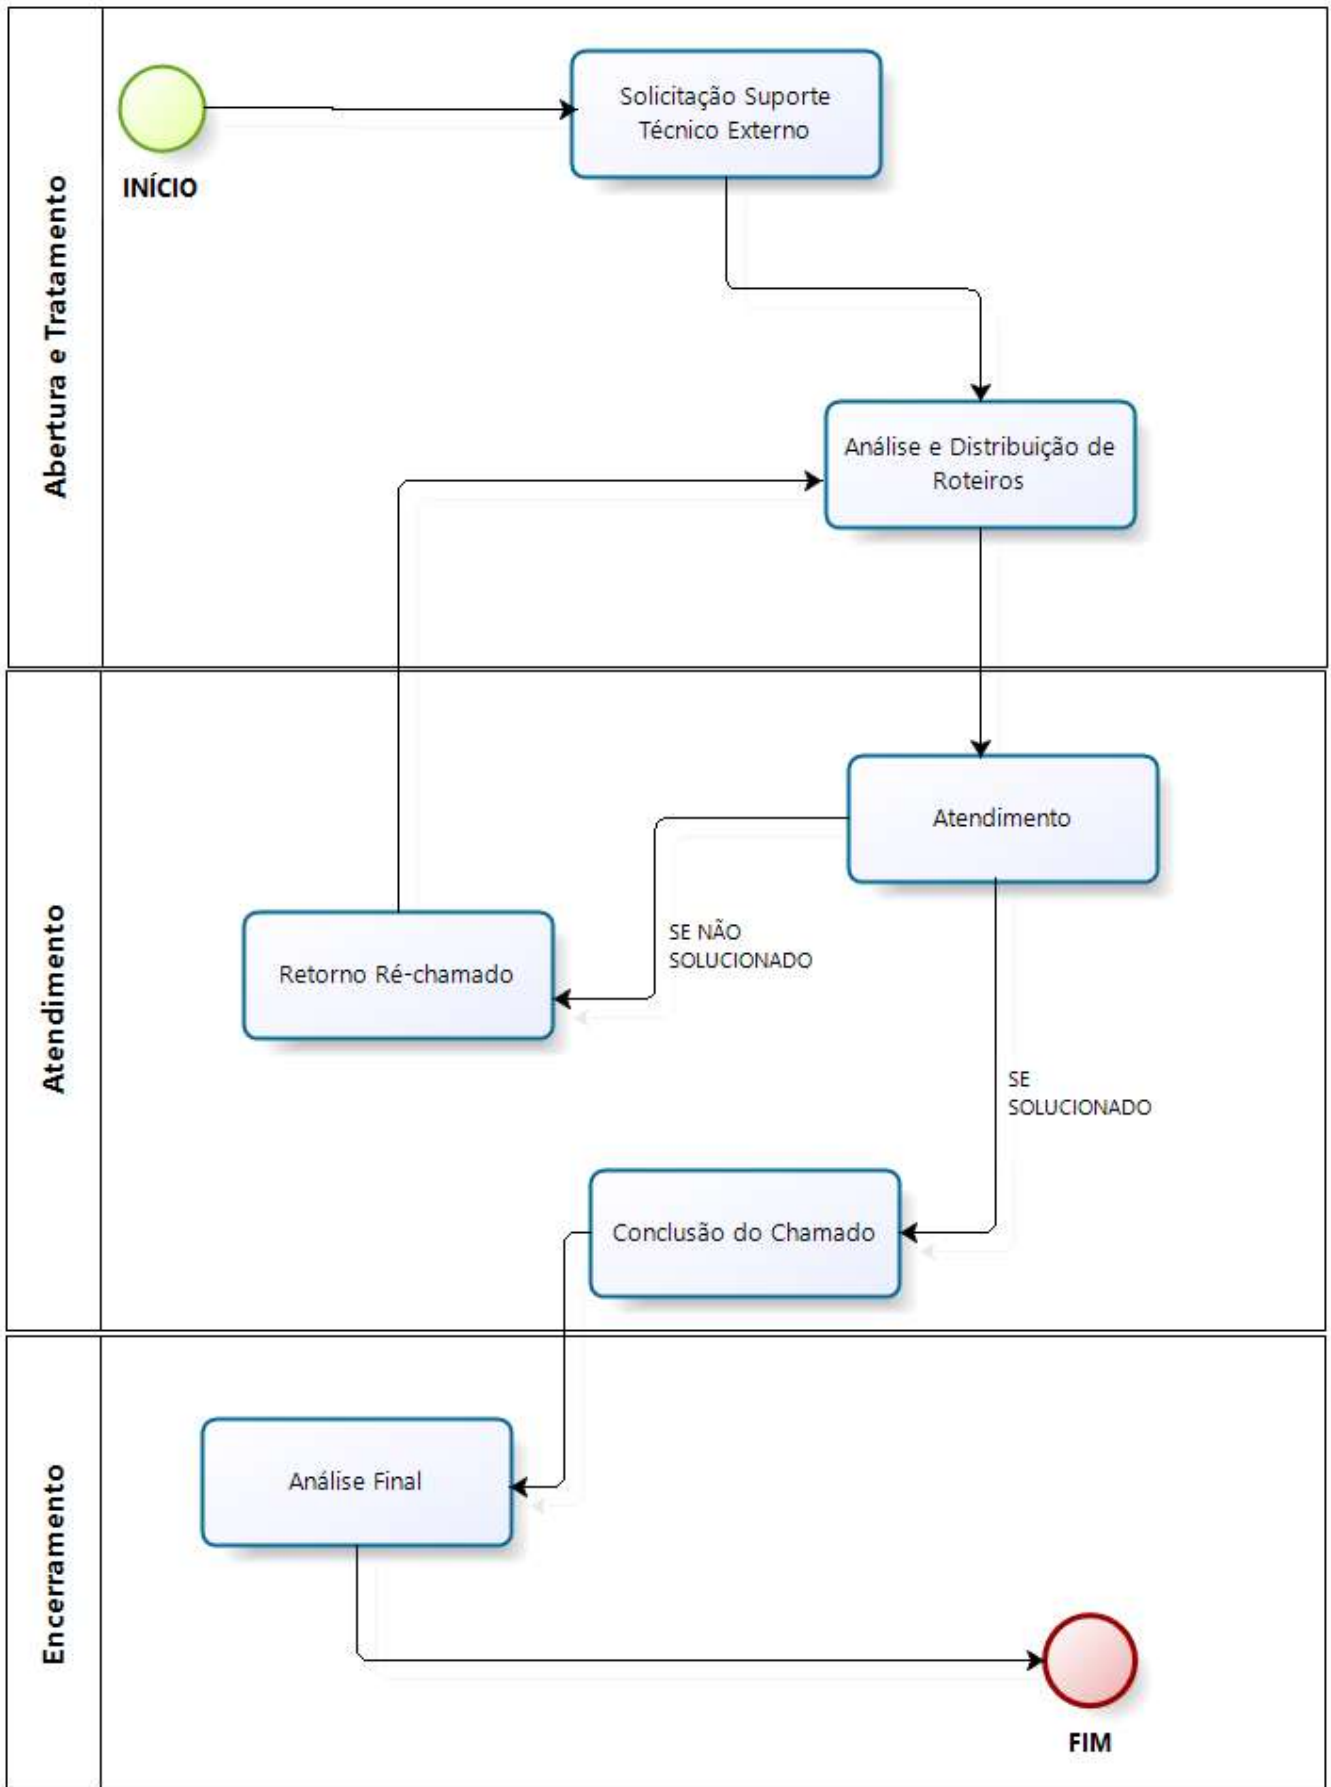 Abertura e Tratamento
INÍCIO
Solicitação Suporte
Técnico Externo
Análise e Distribuição de
Roteiros
Atendimento
Atendimento
SE NÃO
SOLUCIONADO
Retorno Ré-chamado
SE
SOLUCIONADO
Conclusão do Chamado
Encerramento
Análise Final
FIM